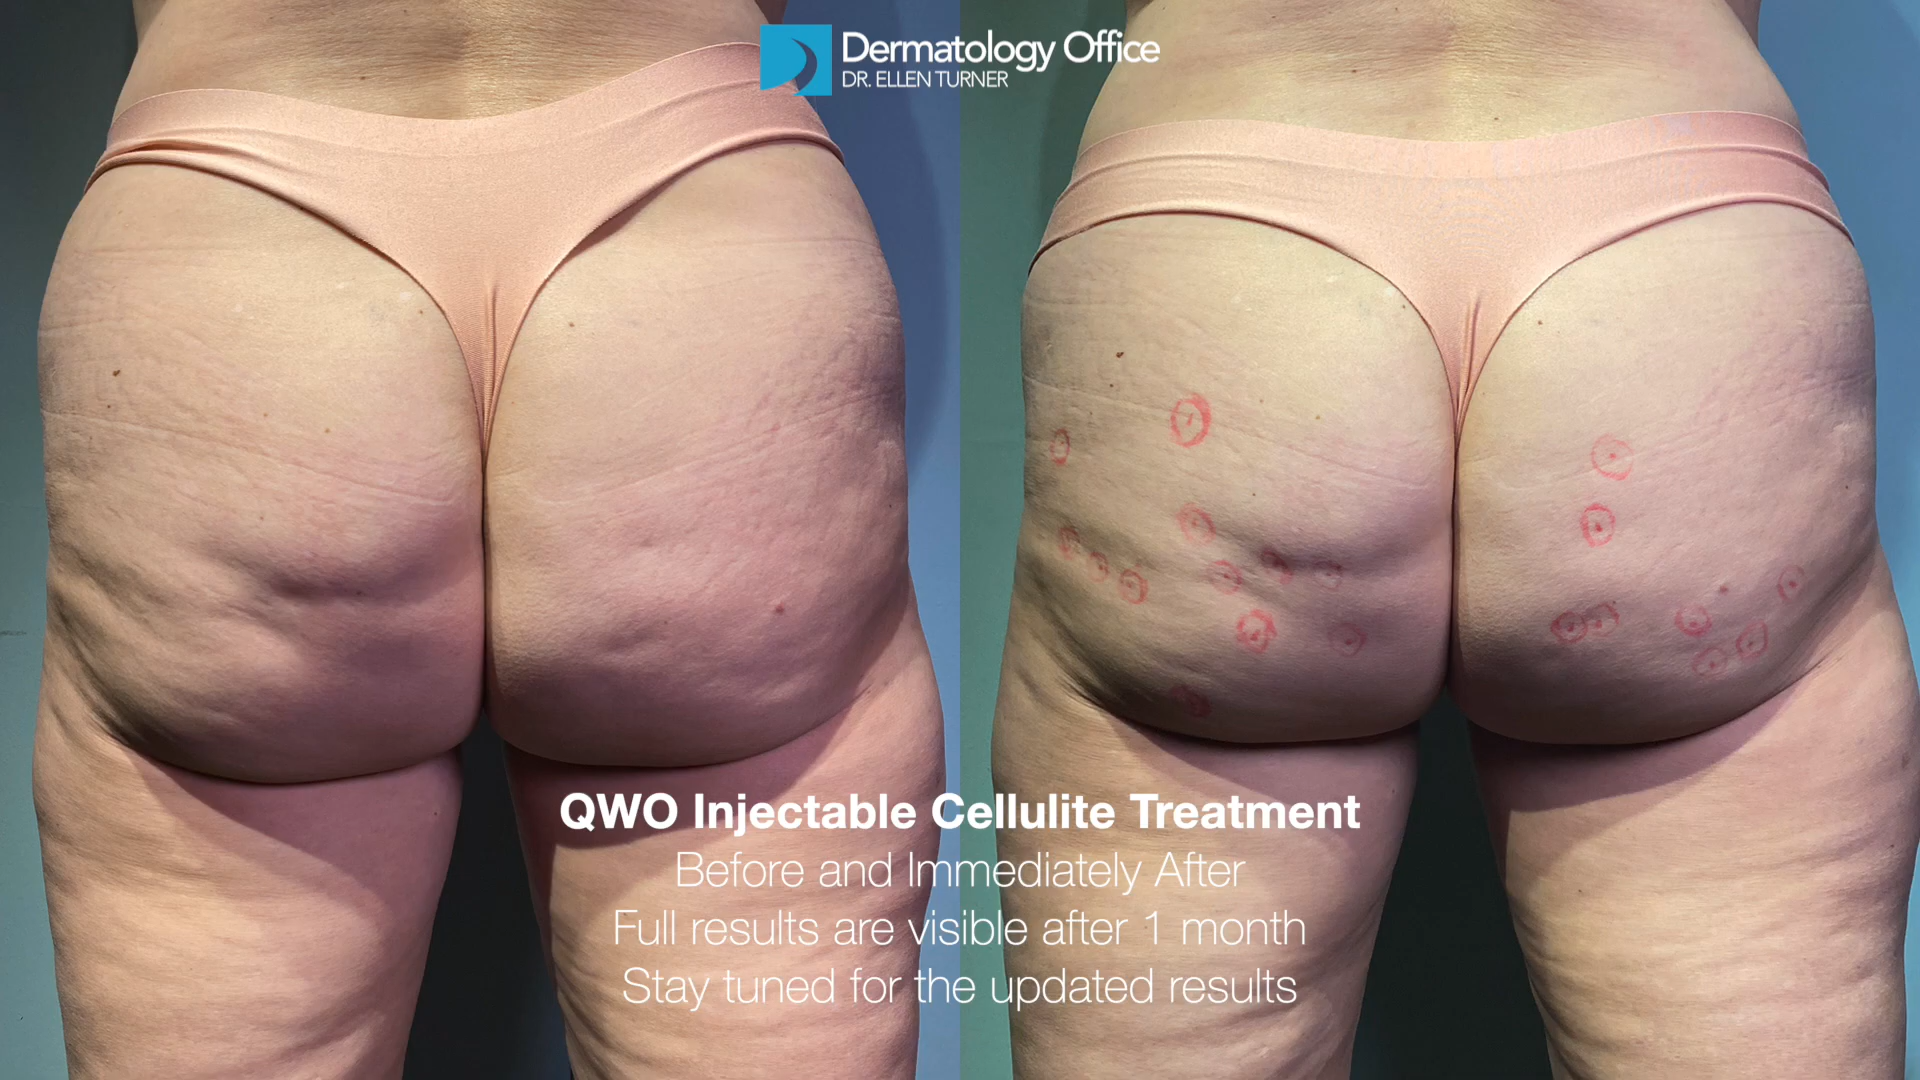 Dermatology Office
DR. ELLEN TURNER
QWO Injectable Cellulite Treatment
Before and Immediately After
Full results are visible after 1 month
Stay tuned for the updated results